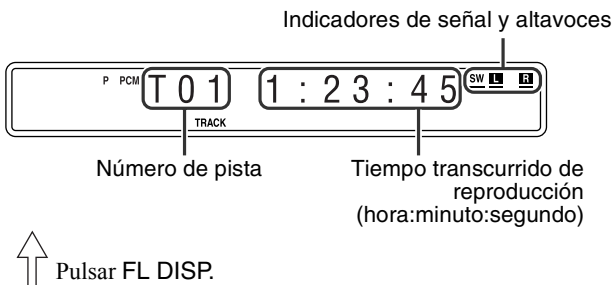 Indicadores de señal y altavoces
P PCM T 0 1 1 : 2 3 : 4 5 SW L R
TRACK
Número de pista
Tiempo transcurrido de
reproducción
(hora:minuto:segundo)
Pulsar FL DISP.